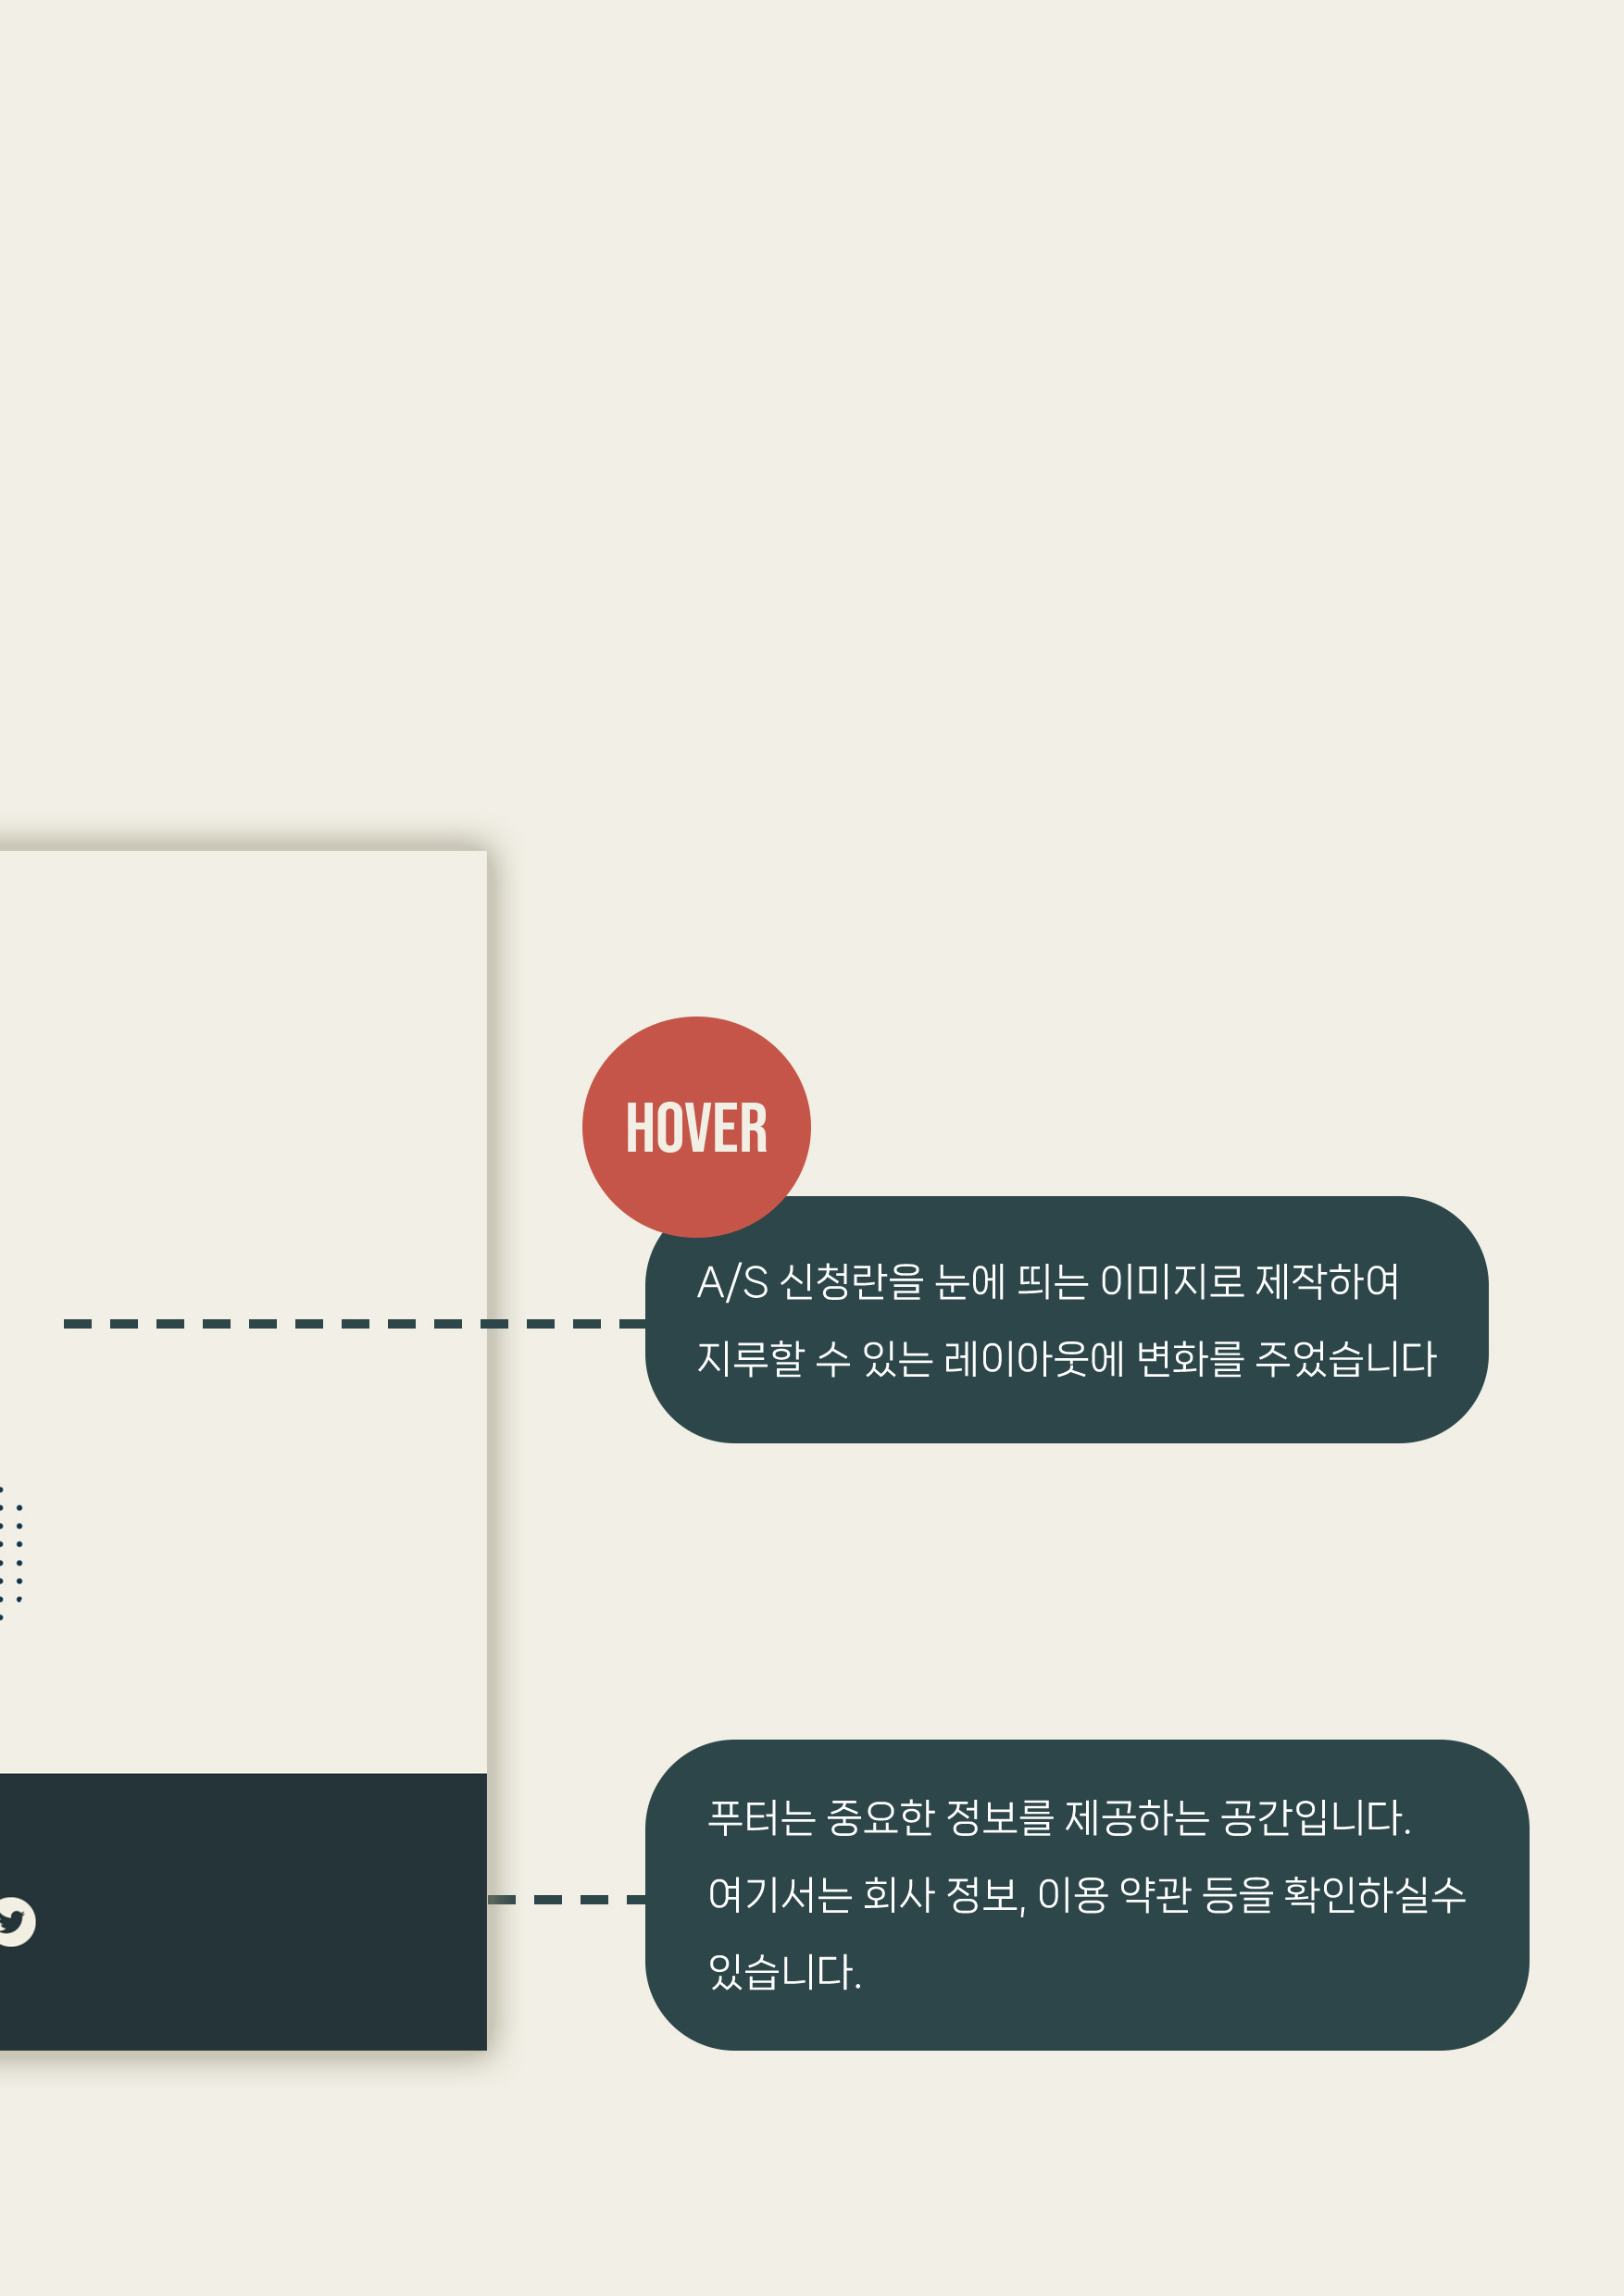 HOVER
A/S 신청란을 눈에 띄는 이미지로 제작하여
지루할 수 있는 레이아웃에 변화를 주었습니다
푸터는 중요한 정보를 제공하는 공간입니다.
여기서는 회사 정보, 이용 약관 등을 확인하실수
있습니다.